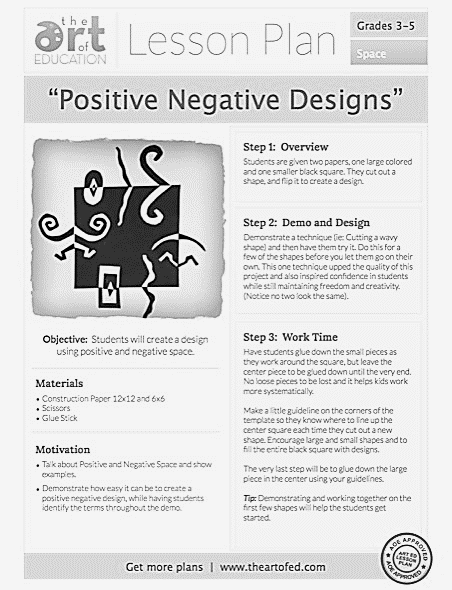 the
art
of
EDUCATION
Lesson Plan
Grades 3-5
Space
“Positive Negative Designs”
Objective: Students will create a design
using positive and negative space.
Materials
• Construction Paper 12x12 and 6x6
• Scissors
• Glue Stick
Motivation
• Talk about Positive and Negative Space and show
examples.
• Demonstrate how easy it can be to create a
positive negative design, while having students
identify the terms throughout the demo.
Step 1: Overview
Students are given two papers, one large colored
and one smaller black square. They cut out a
shape, and flip it to create a design.
Step 2: Demo and Design
Demonstrate a technique (ie: Cutting a wavy
shape) and then have them try it. Do this for a
few of the shapes before you let them go on their
own. This one technique upped the quality of this
project and also inspired confidence in students
while still maintaining freedom and creativity.
(Notice no two look the same).
Step 3: Work Time
Have students glue down the small pieces as
they work around the square, but leave the
center piece to be glued down until the very end.
No loose pieces to be lost and it helps kids work
more systematically.
Make a little guideline on the corners of the
template so they know where to line up the
center square each time they cut out a new
shape. Encourage large and small shapes and to
fill the entire black square with designs.
The very last step will be to glue down the large
piece in the center using your guidelines.
Tip: Demonstrating and working together on the
first few shapes will help the students get
started.
Get more plans | www.theartofed.com
AOE APPROVED
ART ED
LESSON
PLAN
AOE APPROVED